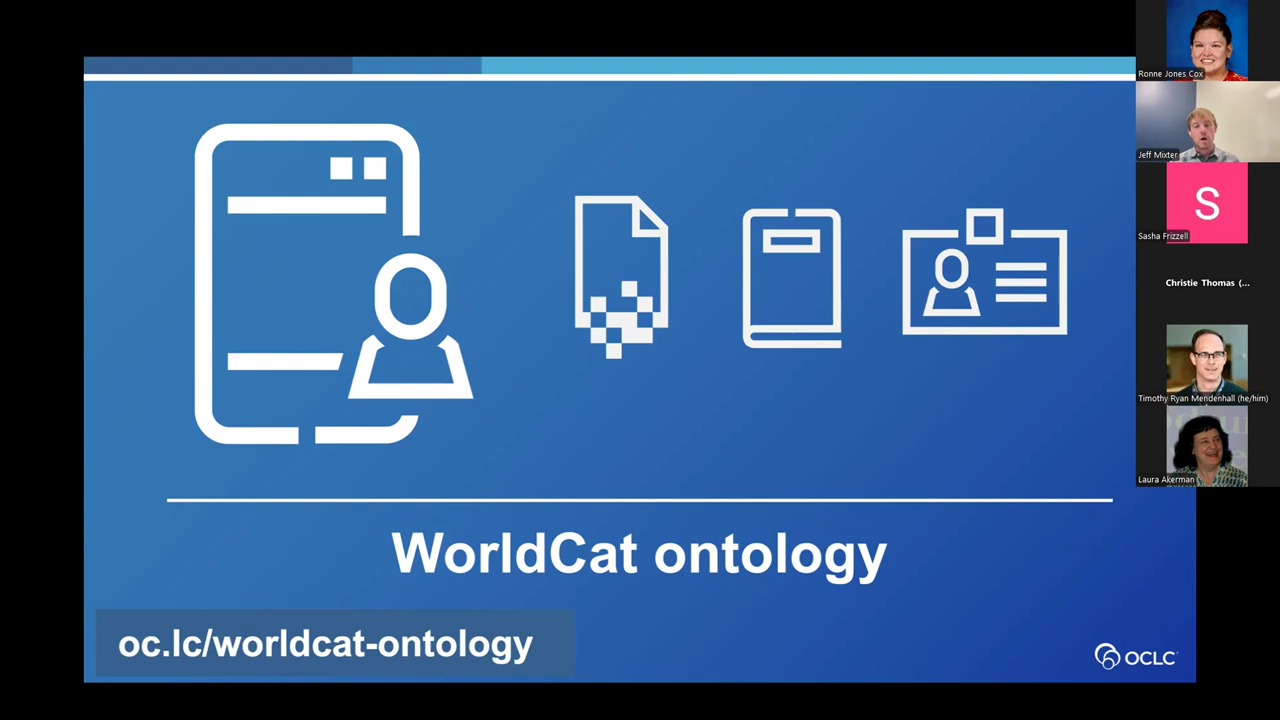 WorldCat ontology
oc.lc/worldcat-ontology
OCLC
Ronne Jones Cox
Jeff Mixter
S
Sasha Frizzell
Christie Thomas (...
Timothy Ryan Mendenhall (he/him)
Laura Akerman